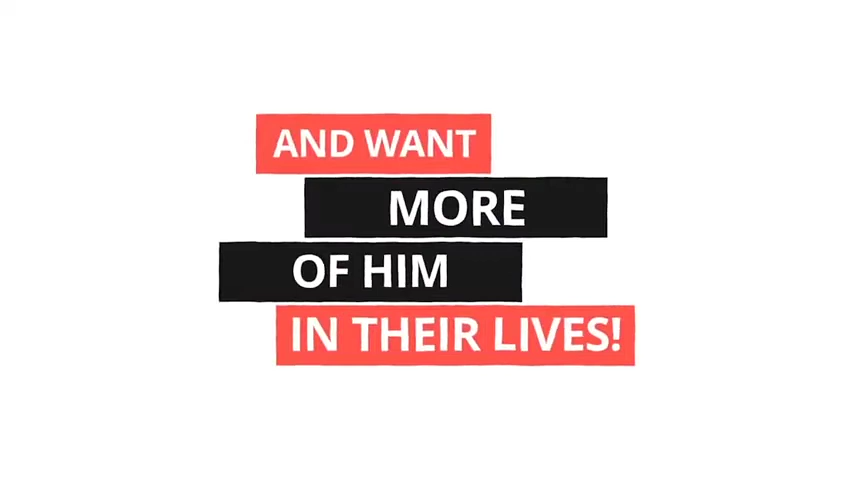 AND WANT
MORE
OF HIM
IN THEIR LIVES!